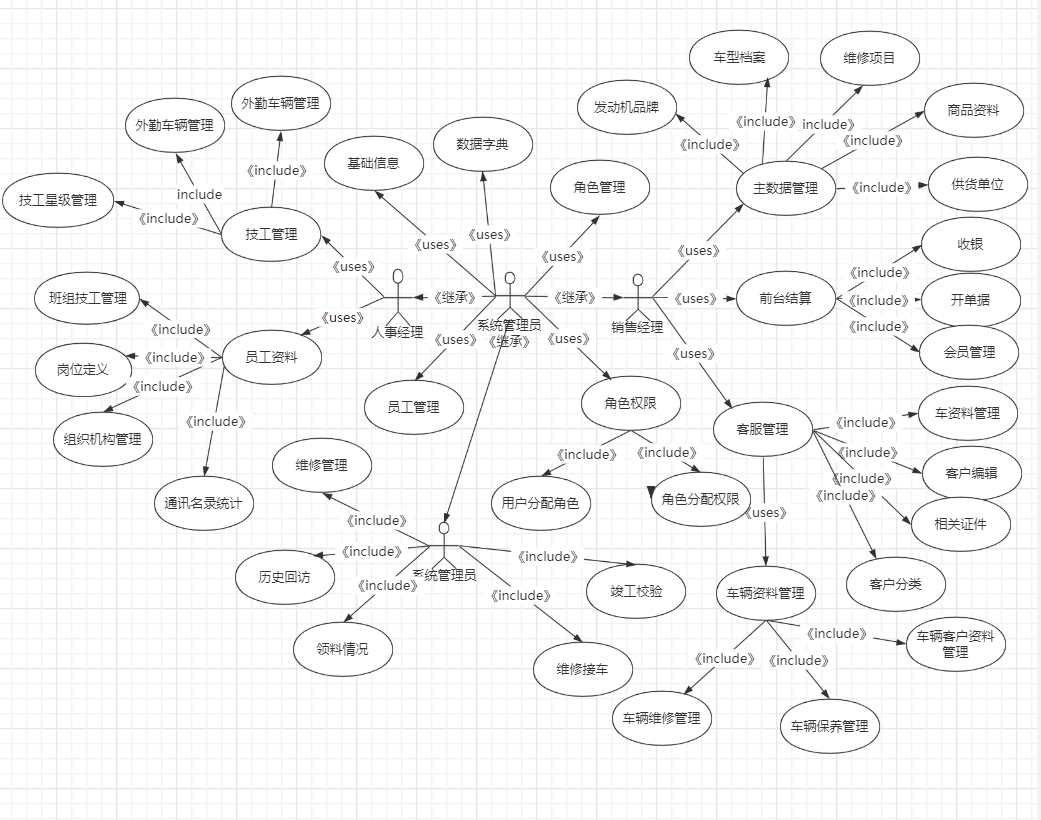 车型档案
维修项目
发动机品牌
商品资料
外勤车辆管理
外勤车辆管理
数据字典
基础信息
角色管理
《include》
include》
《include》
《include》
主数据管理
《include》
供货单位
技工星级管理
《include》
include
《include》
技工管理
《uses》
《uses》
《uses》
《uses》
《uses》
收银
班组技工管理
《继承》
《继承》
《uses》
前台结算
《include》
《include》
《include》
开单据
会员管理
人事经理
系统管理员
《继承》
销售经理
《uses》
《include》
《include》
《include》
岗位定义
组织机构管理
员工资料
《uses》
《uses》
《uses》
员工管理
角色权限
客服管理
《include》
车资料管理
《include》
通讯名录统计
维修管理
《include》
《include》
用户分配角色
角色分配权限
《include》
《include》
《include》
客户编辑
相关证件
客户分类
《uses》
《include》
《include》
历史回访
系统管理员
《include》
《include》
《include》
领料情况
竣工校验
维修接车
车辆资料管理
《include》
车辆客户资料
管理
《include》
《include》
车辆维修管理
车辆保养管理